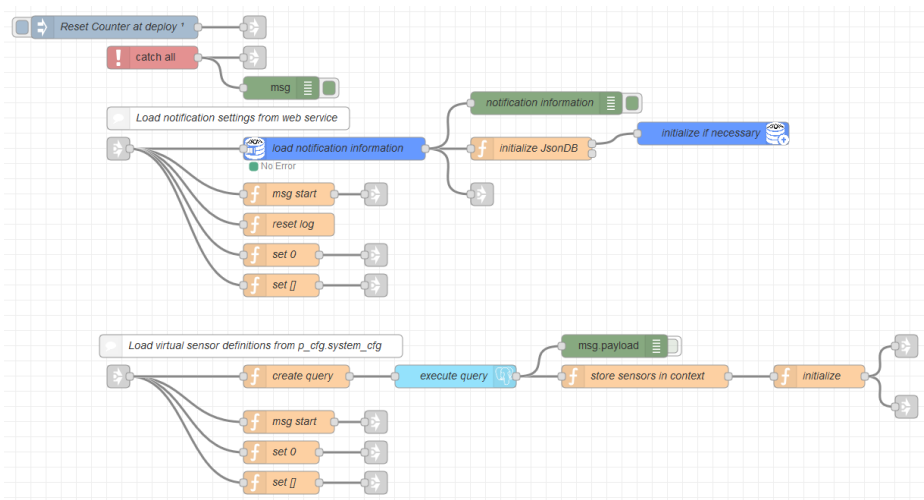 Reset Counter at deploy ¹
catch all
msg
Load notification settings from web service
notification information
load notification information
initialize JsonDB
initialize if necessary
No Error
msg start
reset log
set 0
set []
Load virtual sensor definitions from p_cfg.system_cfg
msg.payload
create query
execute query
store sensors in context
initialize
msg start
set 0
set []